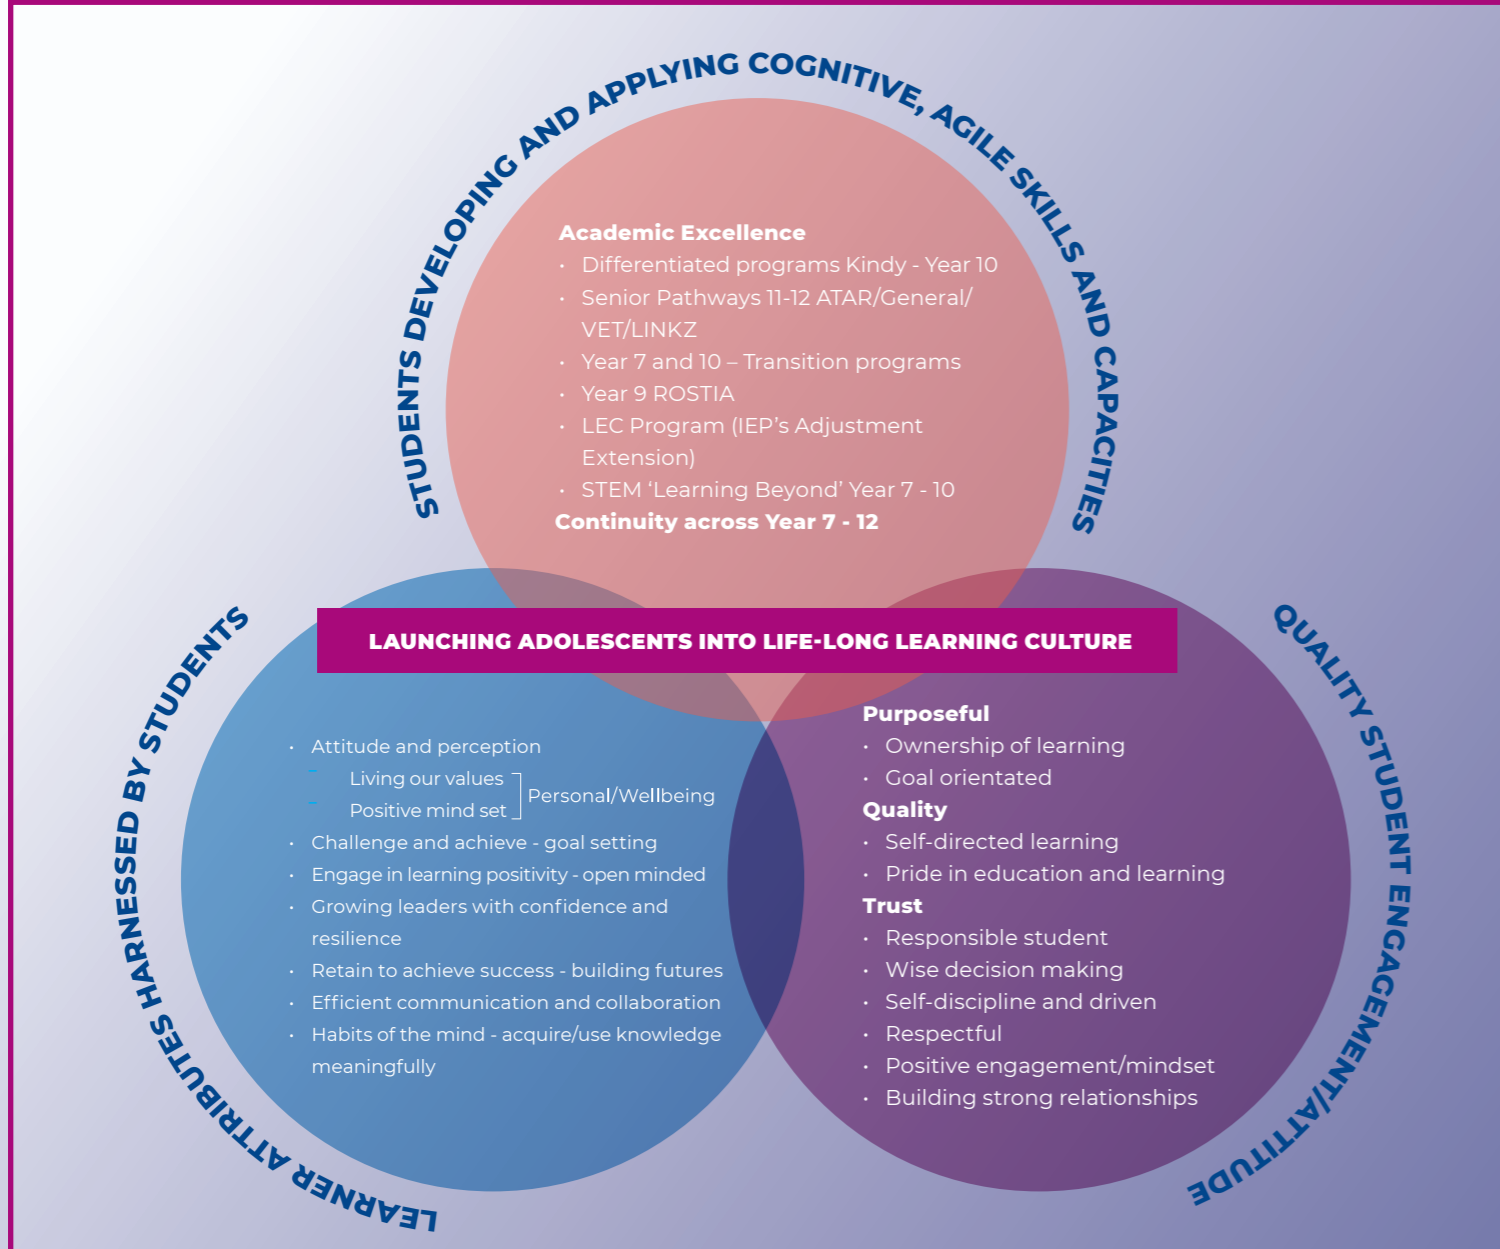 STUDENTS DEVELOPING AND APPLYING COGNITIVE, AGILE SKILLS AND CAPACITIES
Academic Excellence
• Differentiated programs Kindy - Year 10
• Senior Pathways 11-12 ATAR/General/
VET/LINKZ
• Year 7 and 10 – Transition programs
• Year 9 ROSTIA
• LEC Program (IEP’s Adjustment
Extension)
• STEM ‘Learning Beyond’ Year 7 - 10
Continuity across Year 7 - 12
LAUNCHING ADOLESCENTS INTO LIFE-LONG LEARNING CULTURE
LEARNER ATTRIBUTES HARNESSED BY STUDENTS
• Attitude and perception
– Living our values
– Positive mind set
Personal/Wellbeing
• Challenge and achieve - goal setting
• Engage in learning positivity - open minded
• Growing leaders with confidence and
resilience
• Retain to achieve success - building futures
• Efficient communication and collaboration
• Habits of the mind - acquire/use knowledge
meaningfully
QUALITY STUDENT ENGAGEMENT/ATTITUDE
Purposeful
• Ownership of learning
• Goal orientated
Quality
• Self-directed learning
• Pride in education and learning
Trust
• Responsible student
• Wise decision making
• Self-discipline and driven
• Respectful
• Positive engagement/mindset
• Building strong relationships